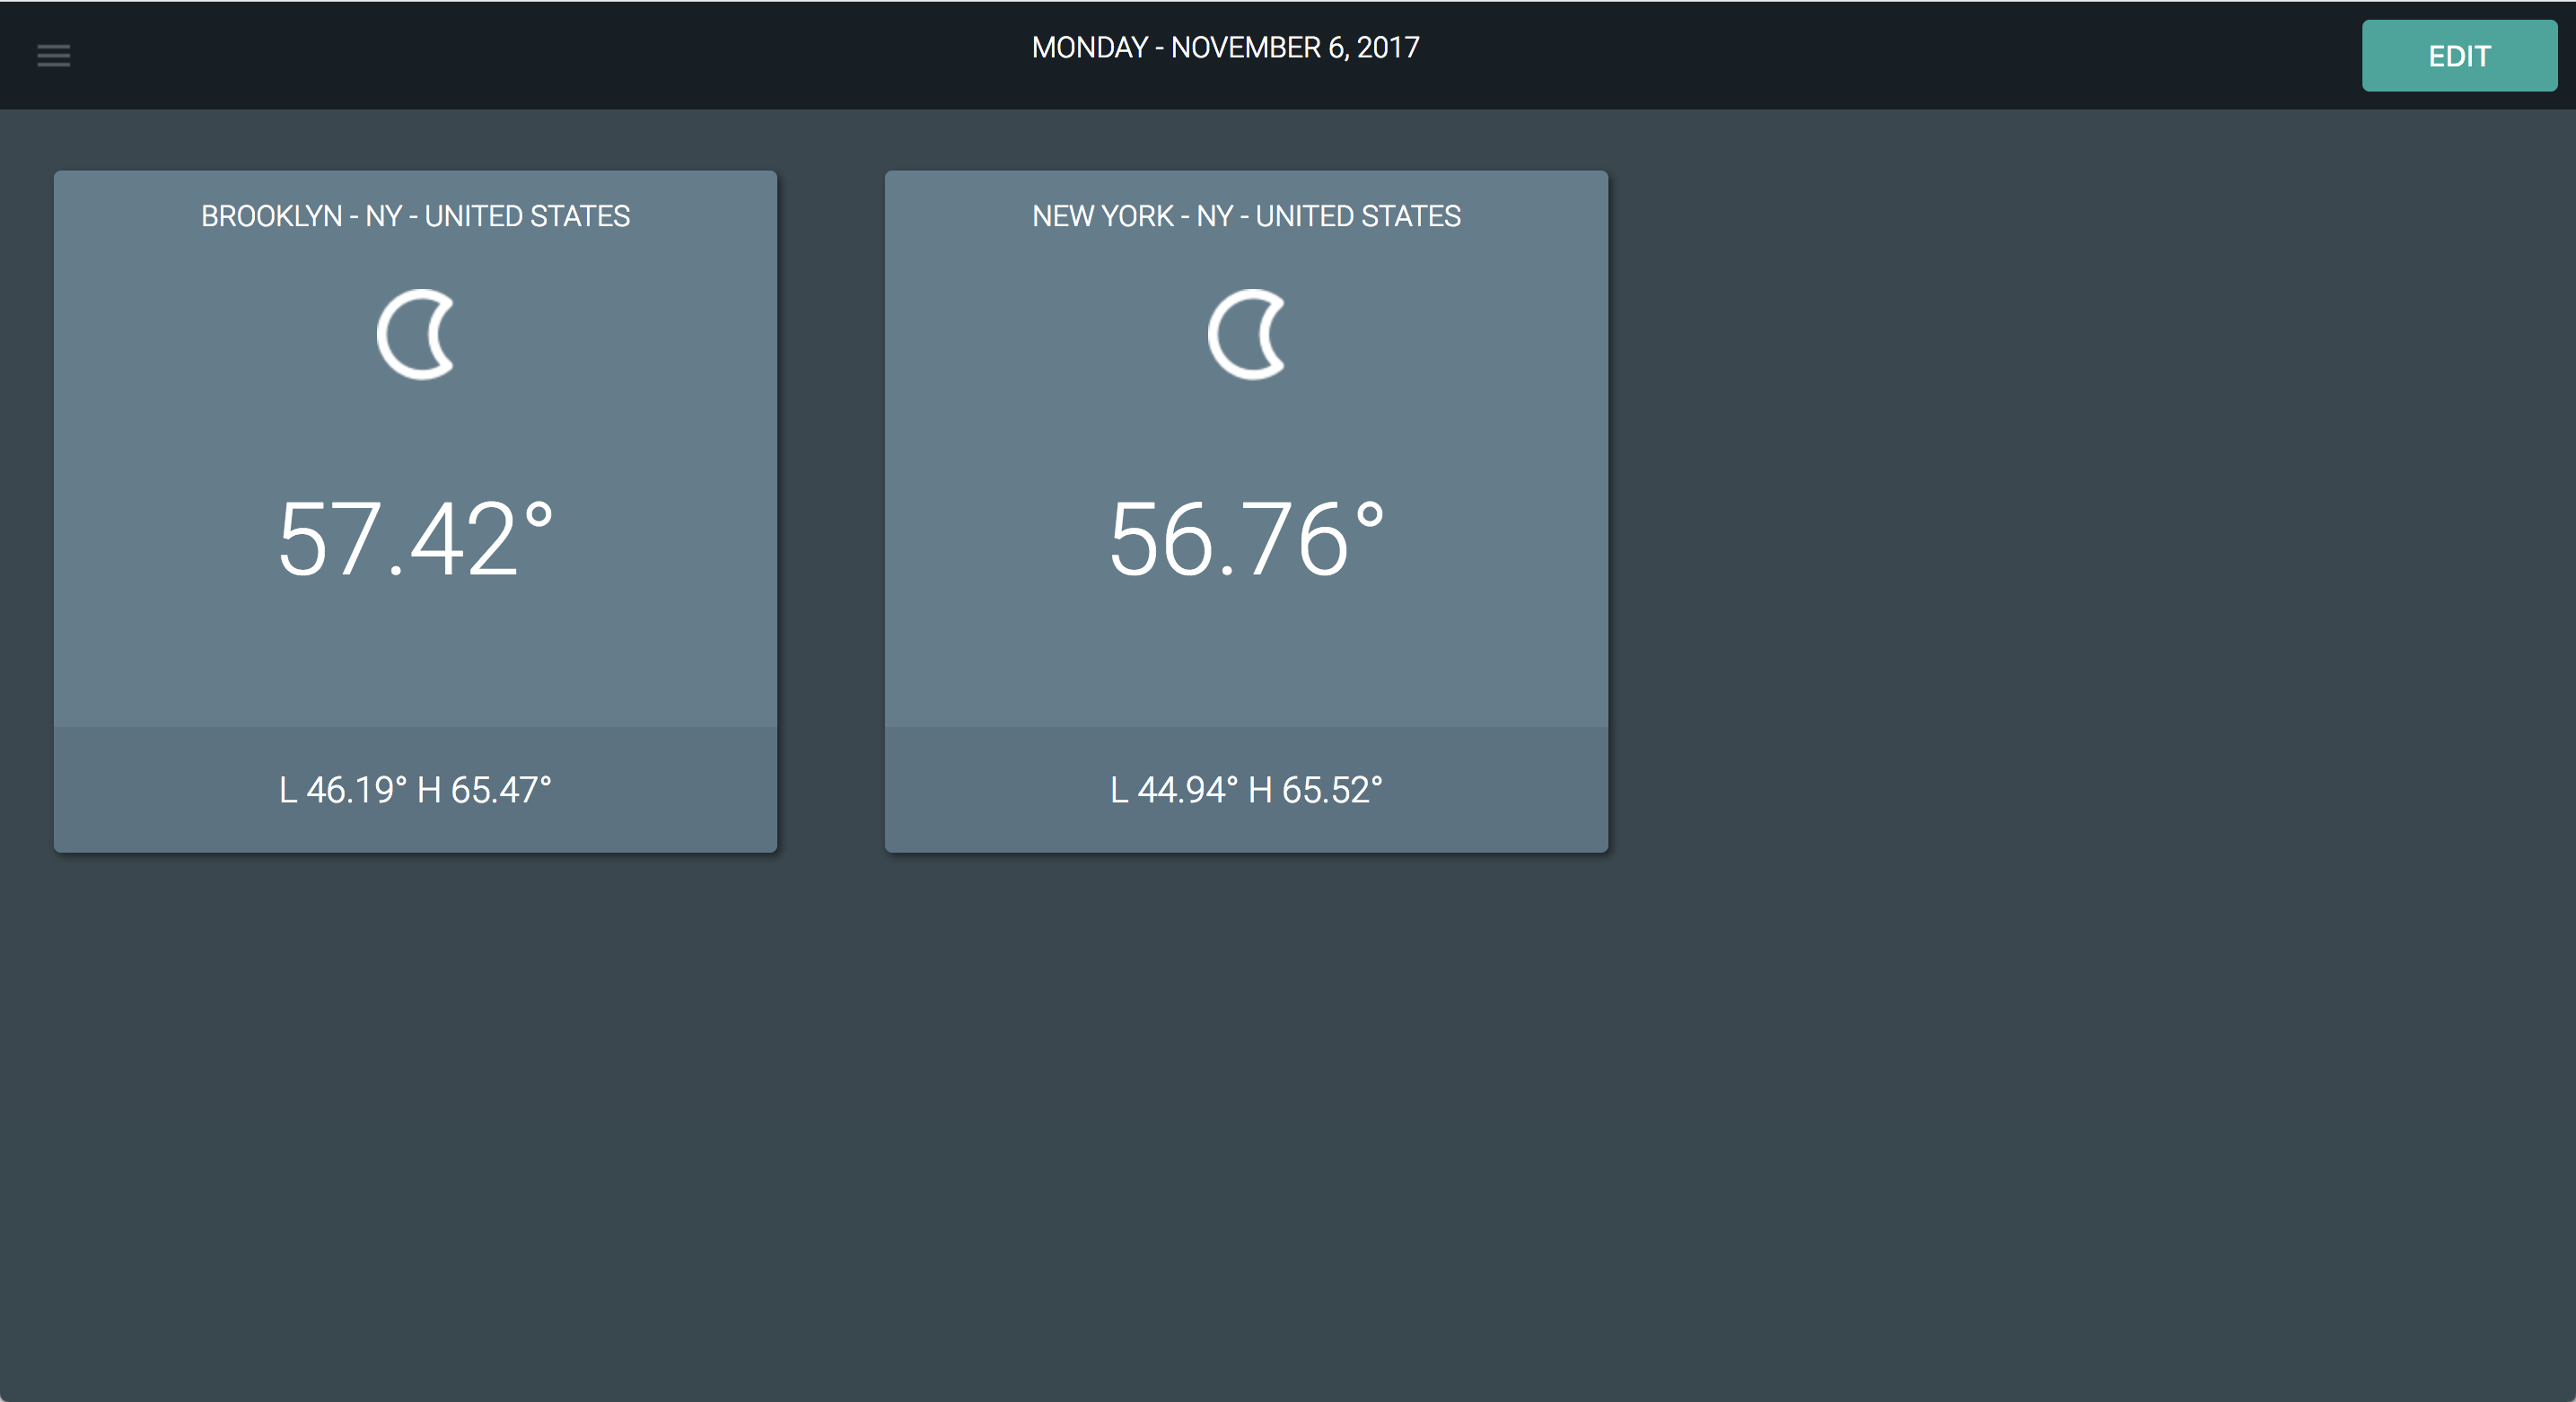 MONDAY - NOVEMBER 6, 2017
EDIT
BROOKLYN - NY - UNITED STATES
57.42°
L 46.19° H 65.47°
NEW YORK - NY - UNITED STATES
56.76°
L 44.94° H 65.52°